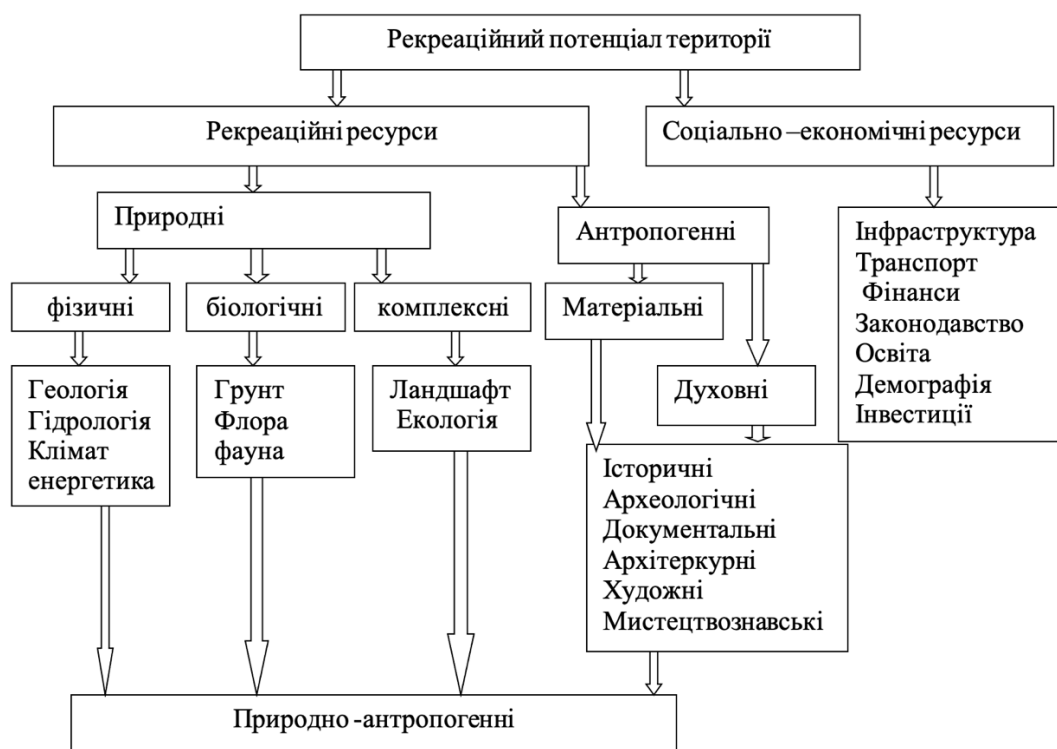 Рекреаційний потенціал території
Рекреаційні ресурси
Соціально –економічні ресурси
Природні
Антропогенні
Інфраструктура
Транспорт
Фінанси
Законодавство
Освіта
Демографія
Інвестиції
фізичні
біологічні
комплексні
Матеріальні
Геологія
Гідрологія
Клімат
енергетика
Грунт
Флора
фауна
Ландшафт
Екологія
Духовні
Історичні
Археологічні
Документальні
Архітеркурні
Художні
Мистецтвознавські
Природно -антропогенні